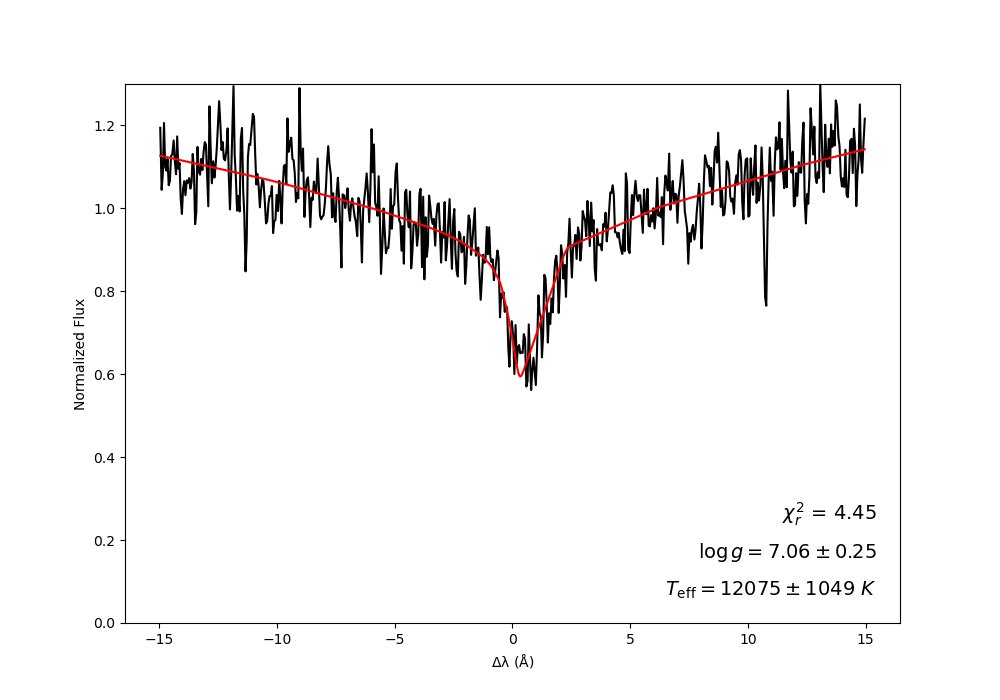 1.2
1.0
0.8
0.6
0.4
0.2
0.0
Normalized Flux
χ²ᵣ = 4.45
log g = 7.06 ± 0.25
T_eff = 12075 ± 1049 K
−15 −10 −5 0 5 10 15
Δλ (Å)